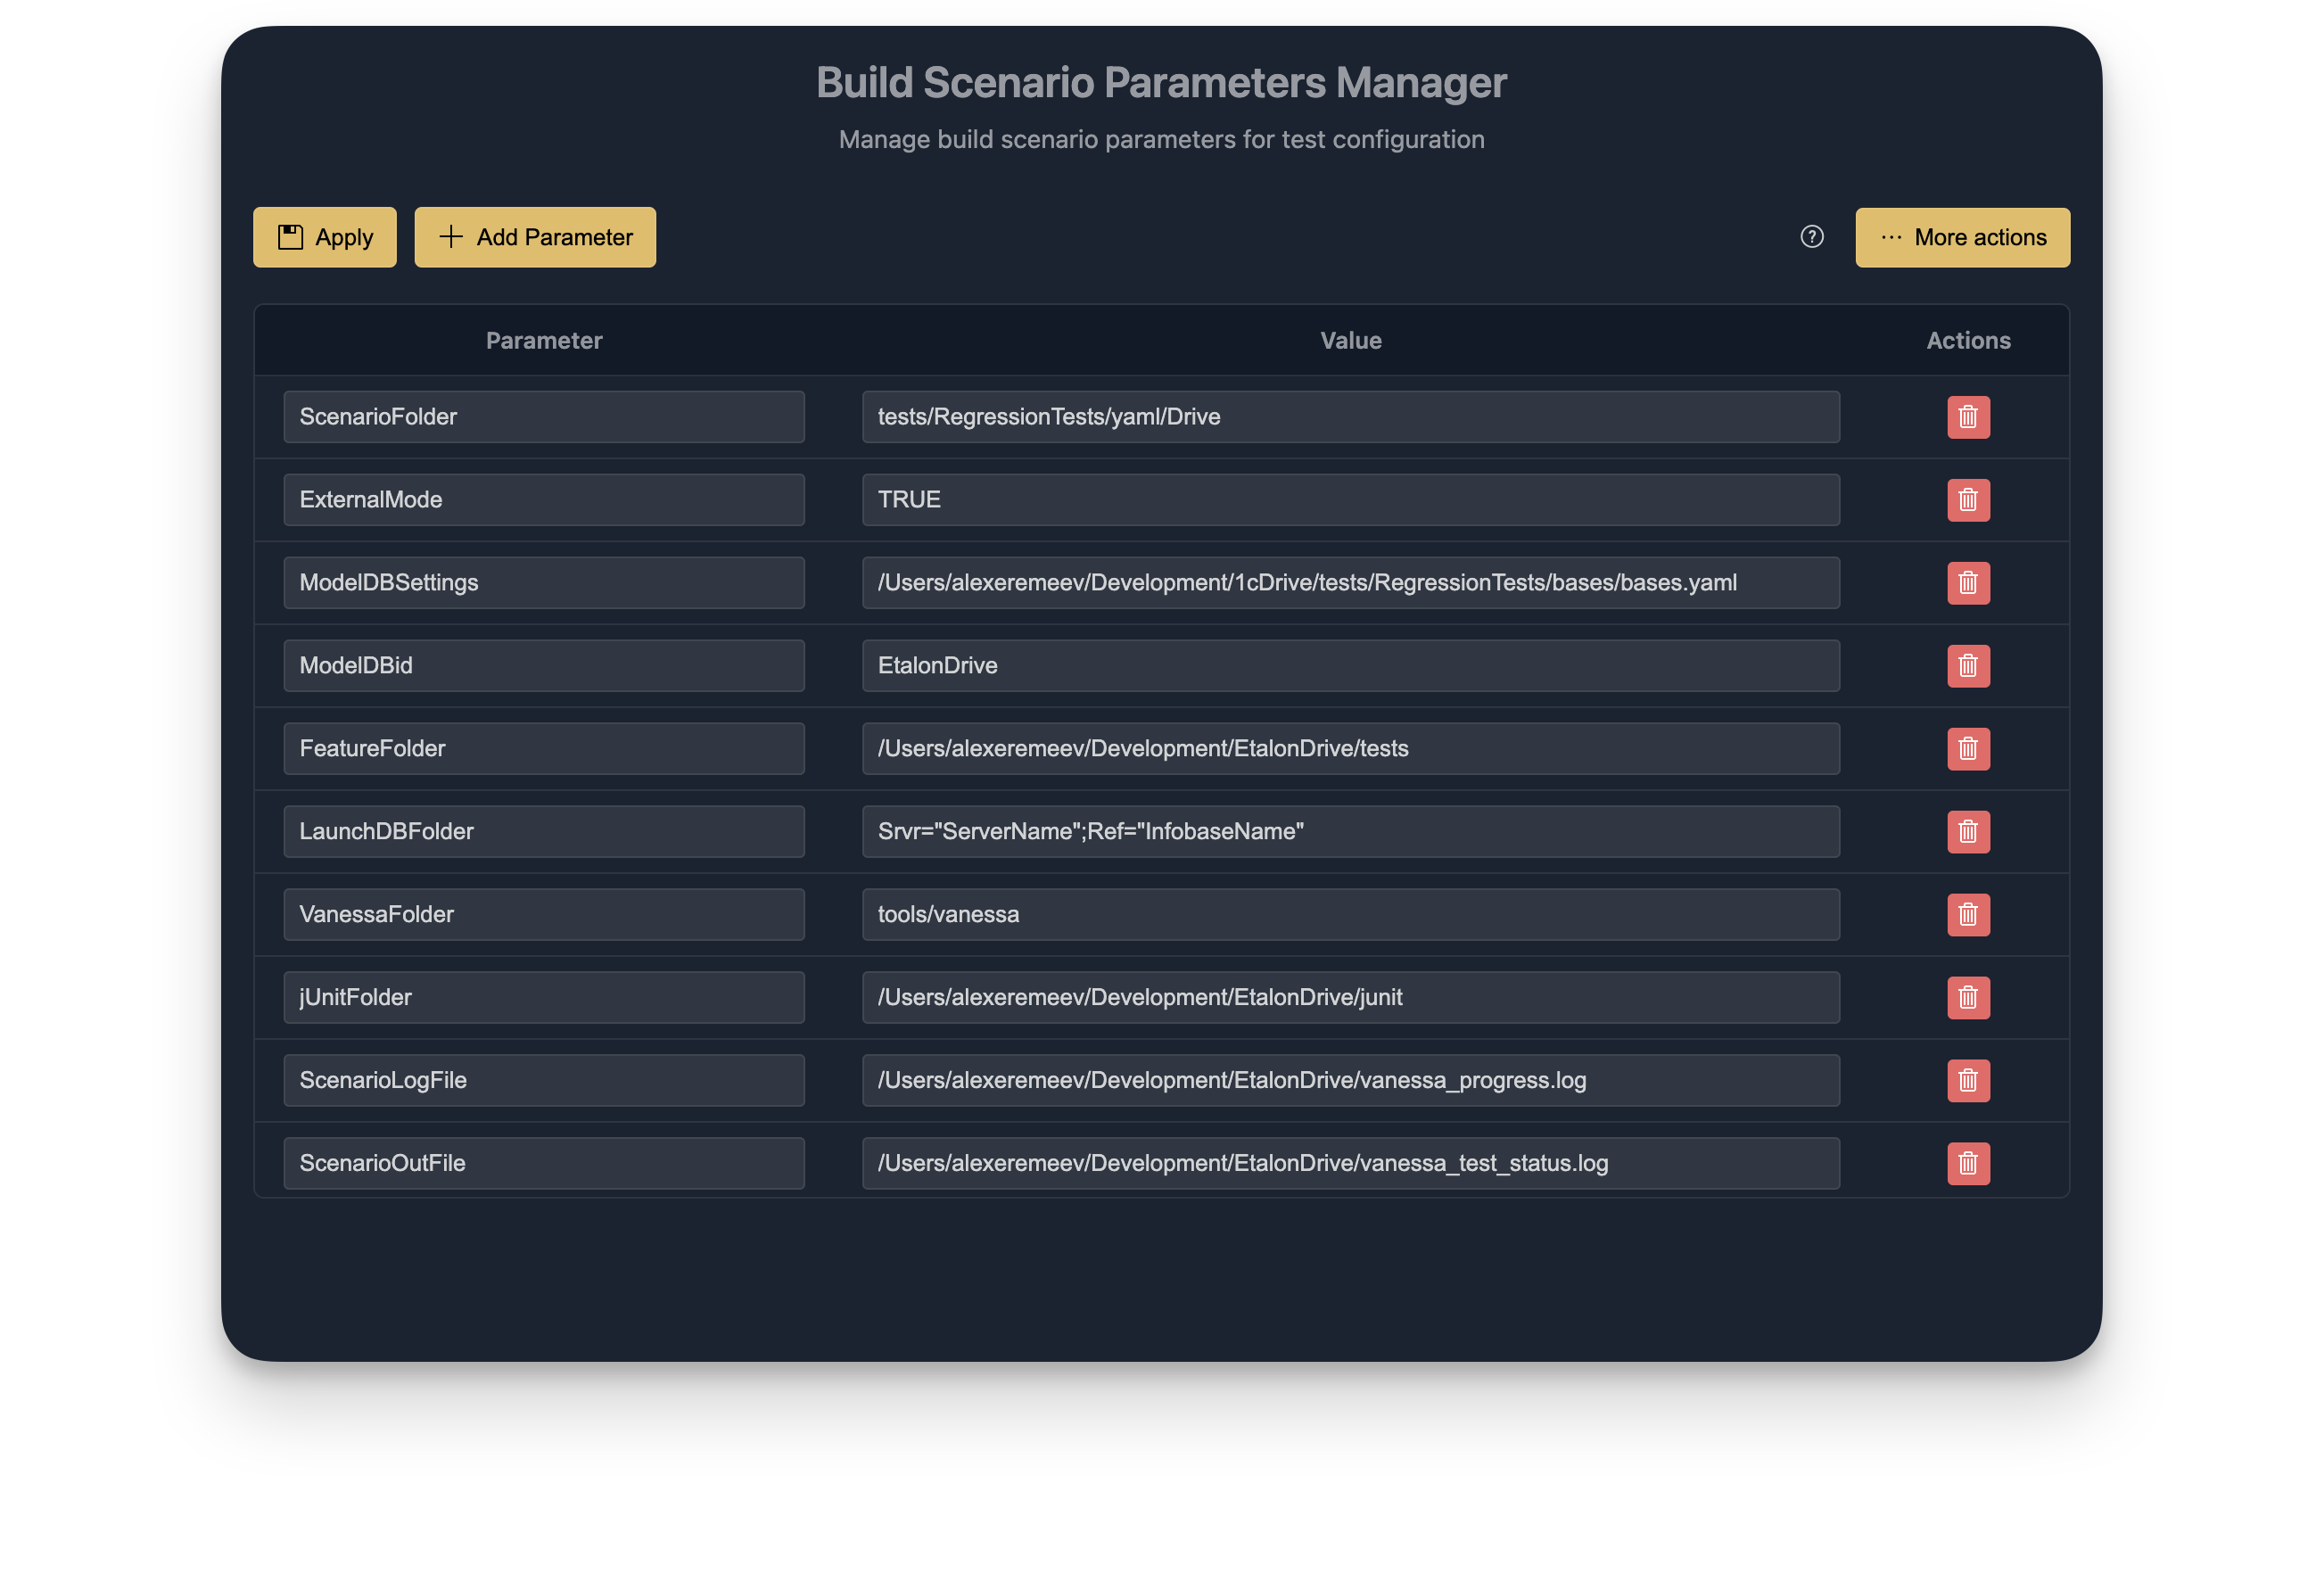 Build Scenario Parameters Manager
Manage build scenario parameters for test configuration
Apply Add Parameter ? ... More actions
Parameter Value Actions
ScenarioFolder tests/RegressionTests/yaml/Drive
ExternalMode TRUE
ModelDBSettings /Users/alexeremeev/Development/1cDrive/tests/RegressionTests/bases/bases.yaml
ModelDBid EtalonDrive
FeatureFolder /Users/alexeremeev/Development/EtalonDrive/tests
LaunchDBFolder Srvr="ServerName";Ref="InfobaseName"
VanessaFolder tools/vanessa
jUnitFolder /Users/alexeremeev/Development/EtalonDrive/junit
ScenarioLogFile /Users/alexeremeev/Development/EtalonDrive/vanessa_progress.log
ScenarioOutFile /Users/alexeremeev/Development/EtalonDrive/vanessa_test_status.log